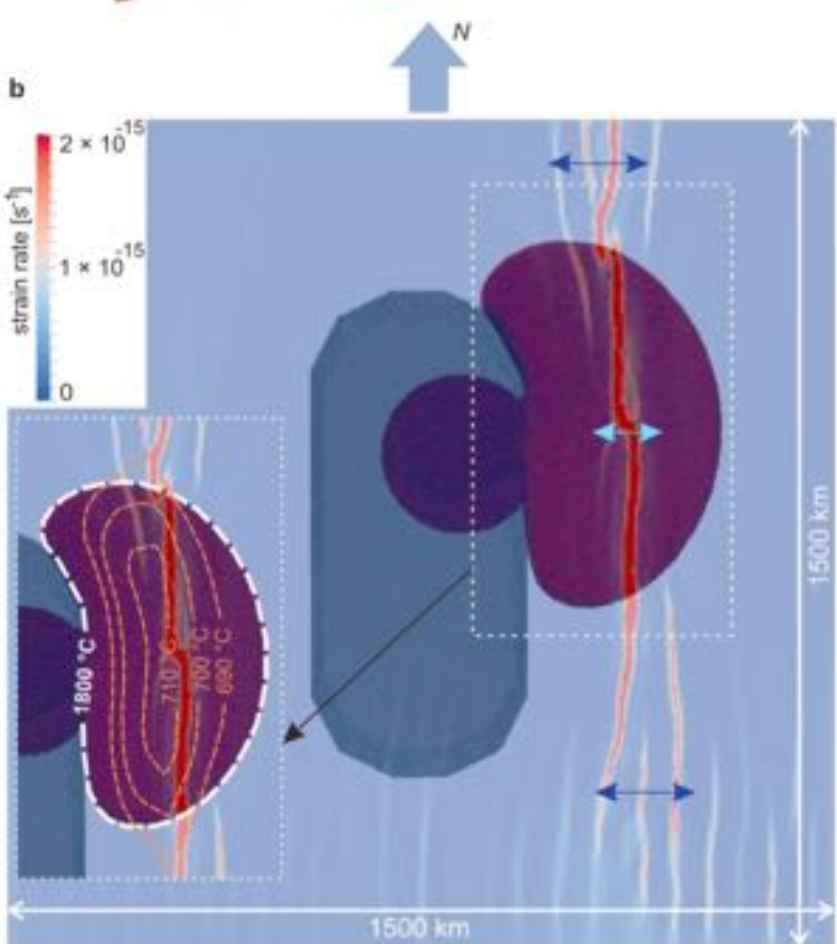 N
b
2 × 10-15
1 × 10-15
0
strain rate [s-1]
1500 km
1800 °C
710 °C
700 °C
690 °C
1500 km